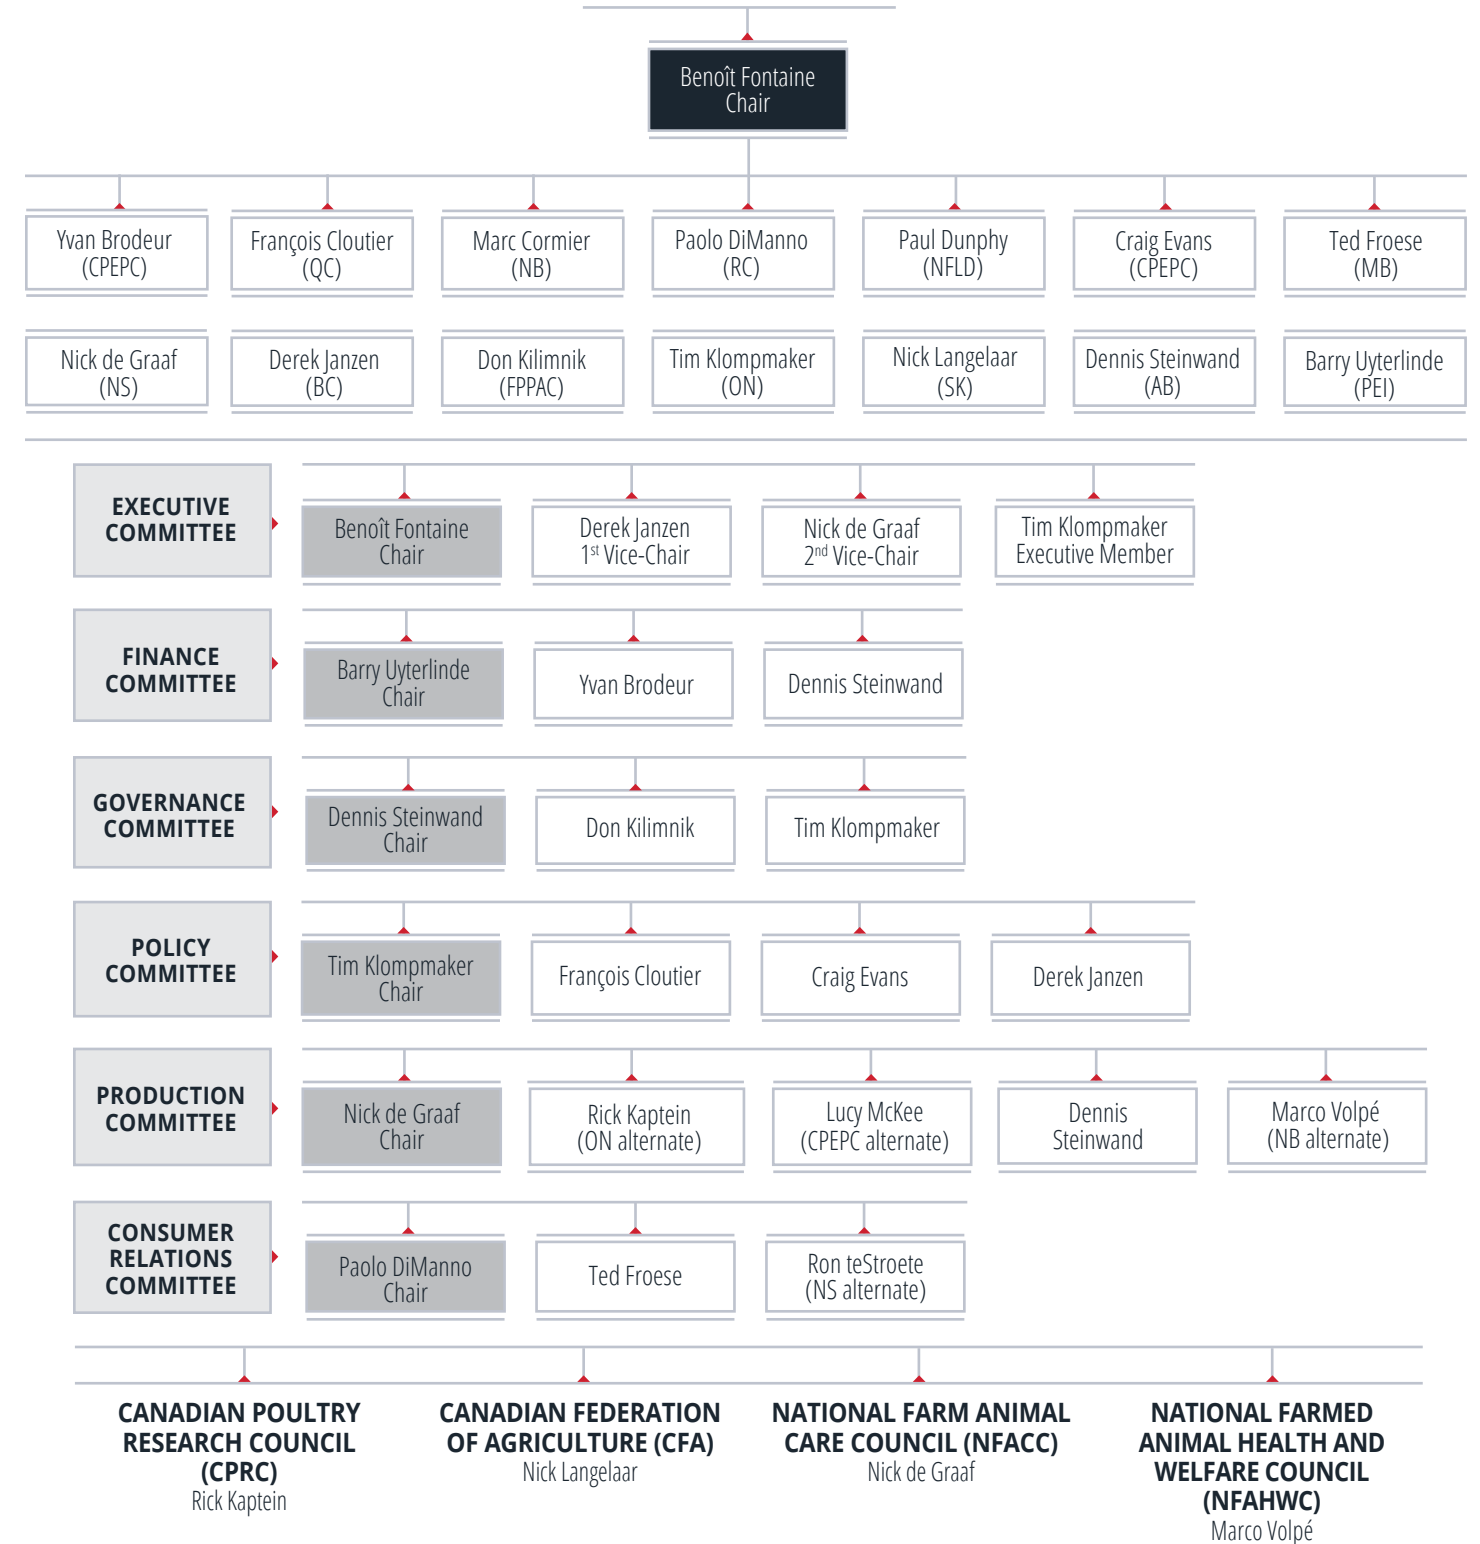 Benoît Fontaine
Chair
Yvan Brodeur
(CPEPC)
François Cloutier
(QC)
Marc Cormier
(NB)
Paolo DiManno
(RC)
Paul Dunphy
(NFLD)
Craig Evans
(CPEPC)
Ted Froese
(MB)
Nick de Graaf
(NS)
Derek Janzen
(BC)
Don Kilimnik
(FPPAC)
Tim Klompmaker
(ON)
Nick Langelaar
(SK)
Dennis Steinwand
(AB)
Barry Uyterlinde
(PEI)
EXECUTIVE
COMMITTEE
Benoît Fontaine
Chair
Derek Janzen
1st Vice-Chair
Nick de Graaf
2nd Vice-Chair
Tim Klompmaker
Executive Member
FINANCE
COMMITTEE
Barry Uyterlinde
Chair
Yvan Brodeur
Dennis Steinwand
GOVERNANCE
COMMITTEE
Dennis Steinwand
Chair
Don Kilimnik
Tim Klompmaker
POLICY
COMMITTEE
Tim Klompmaker
Chair
François Cloutier
Craig Evans
Derek Janzen
PRODUCTION
COMMITTEE
Nick de Graaf
Chair
Rick Kaptein
(ON alternate)
Lucy McKee
(CPEPC alternate)
Dennis
Steinwand
Marco Volpé
(NB alternate)
CONSUMER
RELATIONS
COMMITTEE
Paolo DiManno
Chair
Ted Froese
Ron teStroete
(NS alternate)
CANADIAN POULTRY
RESEARCH COUNCIL
(CPRC)
Rick Kaptein
CANADIAN FEDERATION
OF AGRICULTURE (CFA)
Nick Langelaar
NATIONAL FARM ANIMAL
CARE COUNCIL (NFACC)
Nick de Graaf
NATIONAL FARMED
ANIMAL HEALTH AND
WELFARE COUNCIL
(NFAHWC)
Marco Volpé